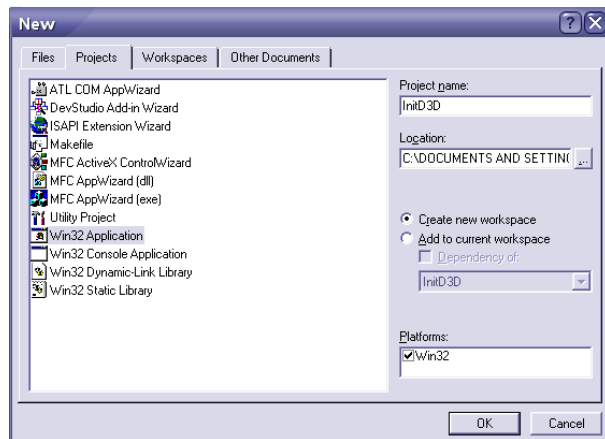 New
Files
Projects
Workspaces
Other Documents
ATL COM AppWizard
DevStudio Add-in Wizard
ISAPI Extension Wizard
Makefile
MFC ActiveX ControlWizard
MFC AppWizard (dll)
MFC AppWizard (exe)
Utility Project
Win32 Application
Win32 Console Application
Win32 Dynamic-Link Library
Win32 Static Library
Project name:
InitD3D
Location:
C:\DOCUMENTS AND SETTIN(
...
Create new workspace
Add to current workspace
Dependency of:
InitD3D
Platforms:
Win32
OK
Cancel